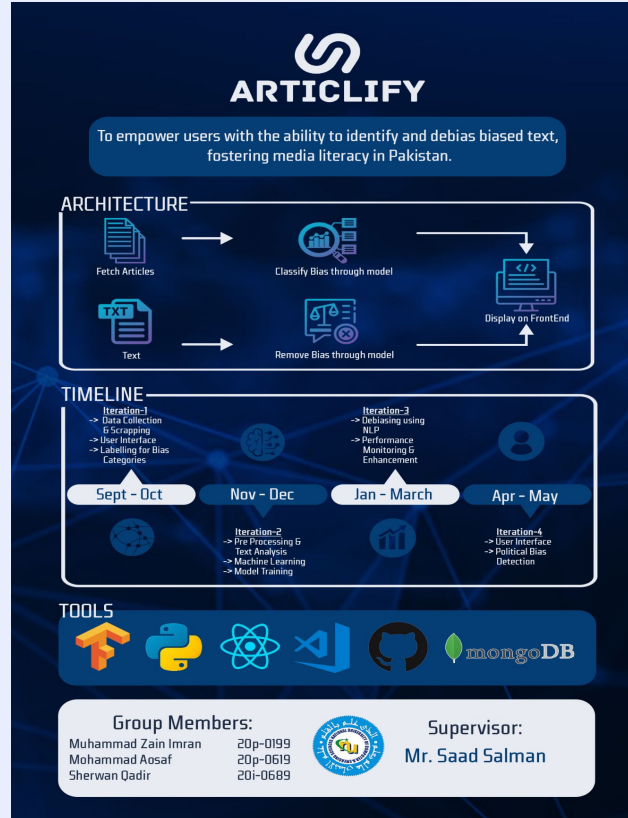 ARTICLIFY
To empower users with the ability to identify and debias biased text,
fostering media literacy in Pakistan.
ARCHITECTURE
Fetch Articles
Classify Bias through model
</>
Display on FrontEnd
TXT
Text
Remove Bias through model
TIMELINE
Iteration-1
-> Data Collection
& Scrapping
-> User Interface
-> Labelling for Bias
Categories
Iteration-3
-> Debiasing using
NLP
-> Performance
Monitoring &
Enhancement
Sept - Oct
Nov - Dec
Jan - March
Apr - May
Iteration-2
-> Pre Processing &
Text Analysis
-> Machine Learning
-> Model Training
Iteration-4
-> User Interface
-> Political Bias
Detection
TOOLS
mongoDB
Group Members:
Muhammad Zain Imran 20p-0199
Mohammad Aosaf 20p-0619
Sherwan Qadir 20i-0689
Supervisor:
Mr. Saad Salman